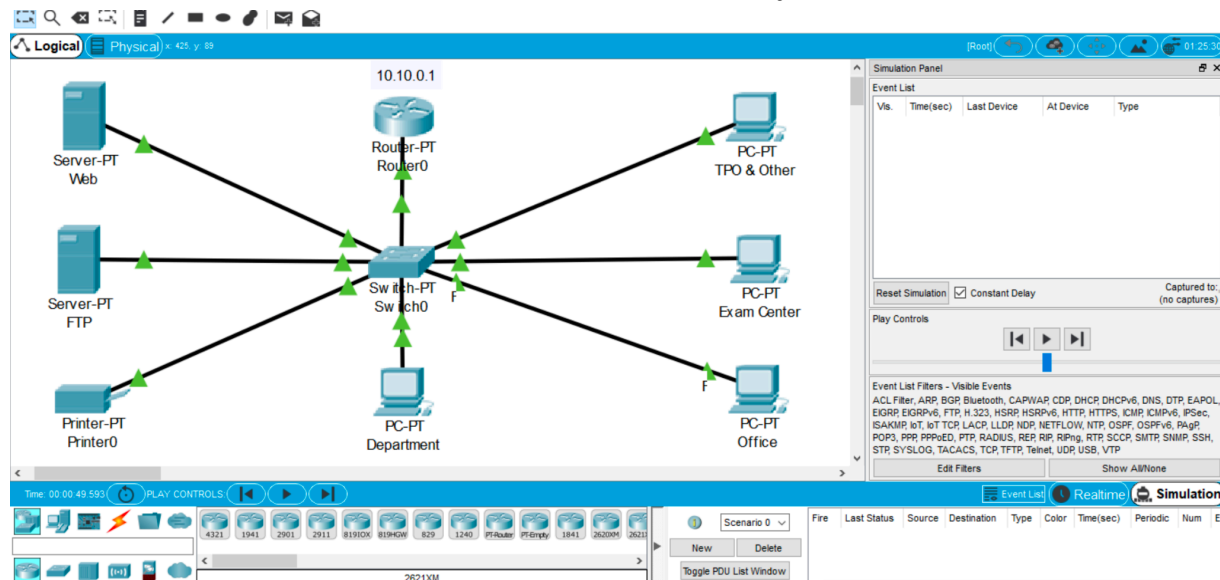 Logical
Physical
x: 425, y: 89
[Root]
01:25:30
10.10.0.1
Server-PT
Web
Router-PT
Router0
PC-PT
TPO & Other
Server-PT
FTP
Switch-PT
Switch0
F
PC-PT
Exam Center
F
Printer-PT
Printer0
PC-PT
Department
PC-PT
Office
Simulation Panel
Event List
Vis. Time(sec) Last Device At Device Type
Reset Simulation Constant Delay Captured to:
(no captures)
Play Controls
Event List Filters - Visible Events
ACL Filter, ARP, BGP, Bluetooth, CAPWAP, CDP, DHCP, DHCPv6, DNS, DTP, EAPOL,
EIGRP, EIGRPv6, FTP, H.323, HSRP, HSRPv6, HTTP, HTTPS, ICMP, ICMPv6, IPSec,
ISAKMP, IoT, IoT TCP, LACP, LLDP, NDP, NETFLOW, NTP, OSPF, OSPFv6, PAgP,
POP3, PPP, PPPoED, PTP, RADIUS, REP, RIP, RIPng, RTP, SCCP, SMTP, SNMP, SSH,
STP, SYSLOG, TACACS, TCP, TFTP, Telnet, UDP, USB, VTP
Edit Filters Show All/None
Time: 00:00:49.593 PLAY CONTROLS:
Event List Realtime Simulation
4321 1941 2901 2911 819IOX 819HGW 829 1240 PT-Router PT-Empty 1841 2620XM 2621
2621XM
Scenario 0
New Delete
Toggle PDU List Window
Fire Last Status Source Destination Type Color Time(sec) Periodic Num E